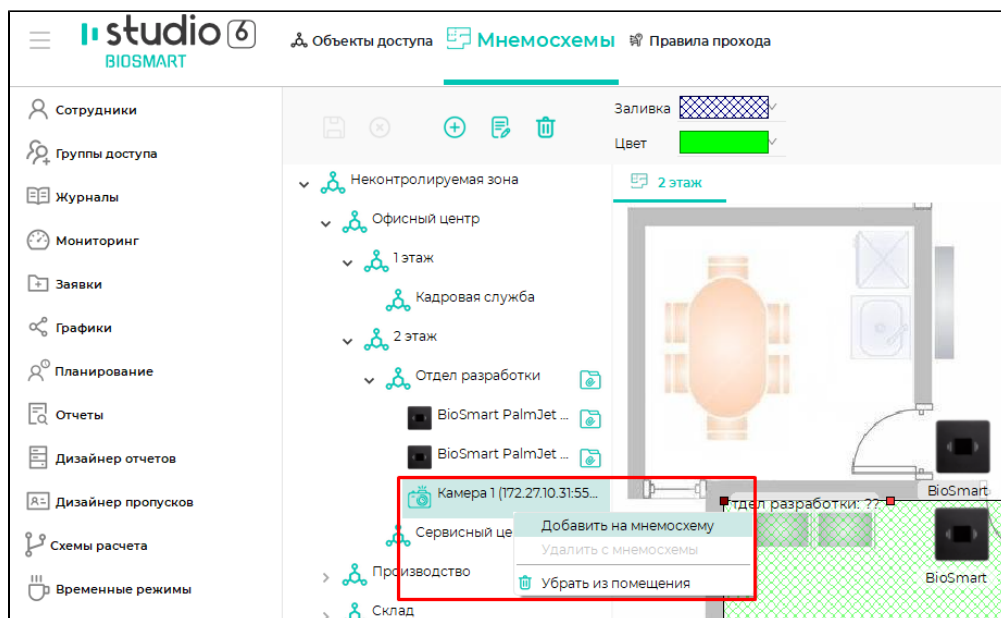 studio 6
BIOSMART
Объекты доступа
Мнемосхемы
Правила прохода
Сотрудники
Группы доступа
Журналы
Мониторинг
Заявки
Графики
Планирование
Отчеты
Дизайнер отчетов
Дизайнер пропусков
Схемы расчета
Временные режимы
Заливка
Цвет
Неконтролируемая зона
Офисный центр
1 этаж
Кадровая служба
2 этаж
Отдел разработки
BioSmart PalmJet ...
BioSmart PalmJet ...
Камера 1 (172.27.10.31:55...
Сервисный це
Производство
Склад
Добавить на мнемосхему
Удалить с мнемосхемы
Убрать из помещения
2 этаж
BioSmart
тдел разработки: ??
BioSmart